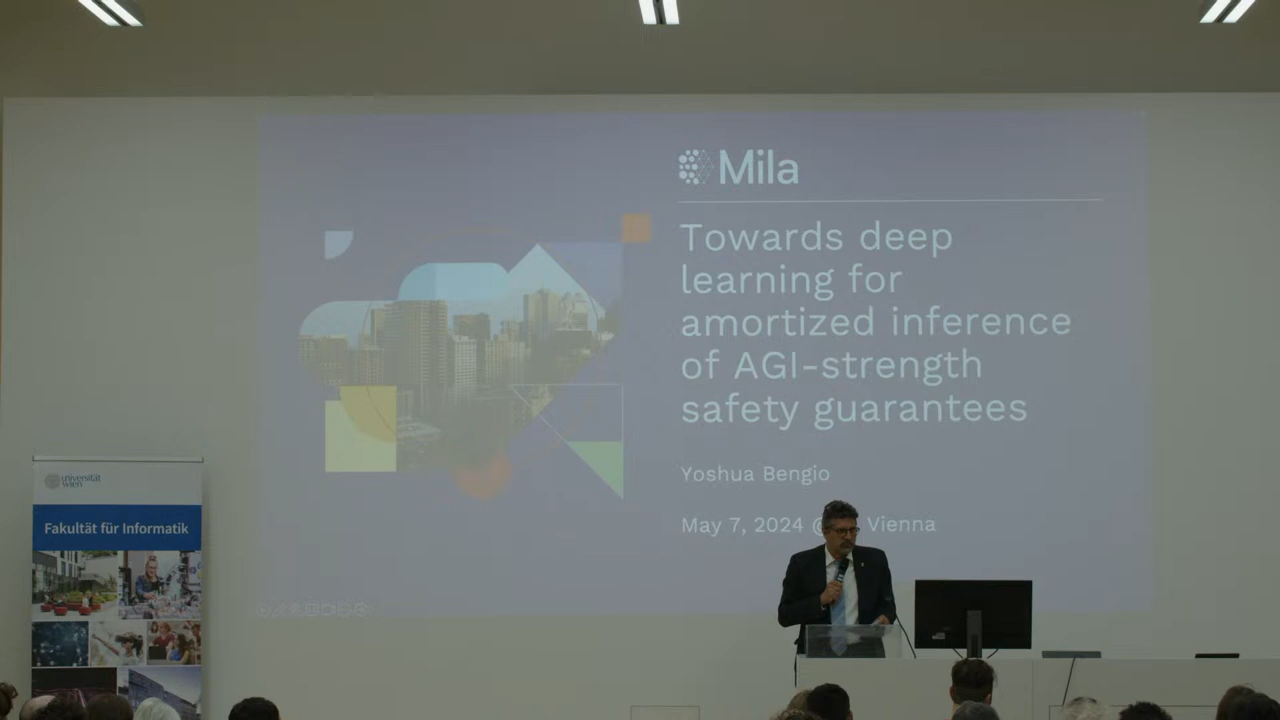 Mila
Towards deep
learning for
amortized inference
of AGI-strength
safety guarantees
Yoshua Bengio
May 7, 2024 @ Vienna
universität
wien
Fakultät für Informatik